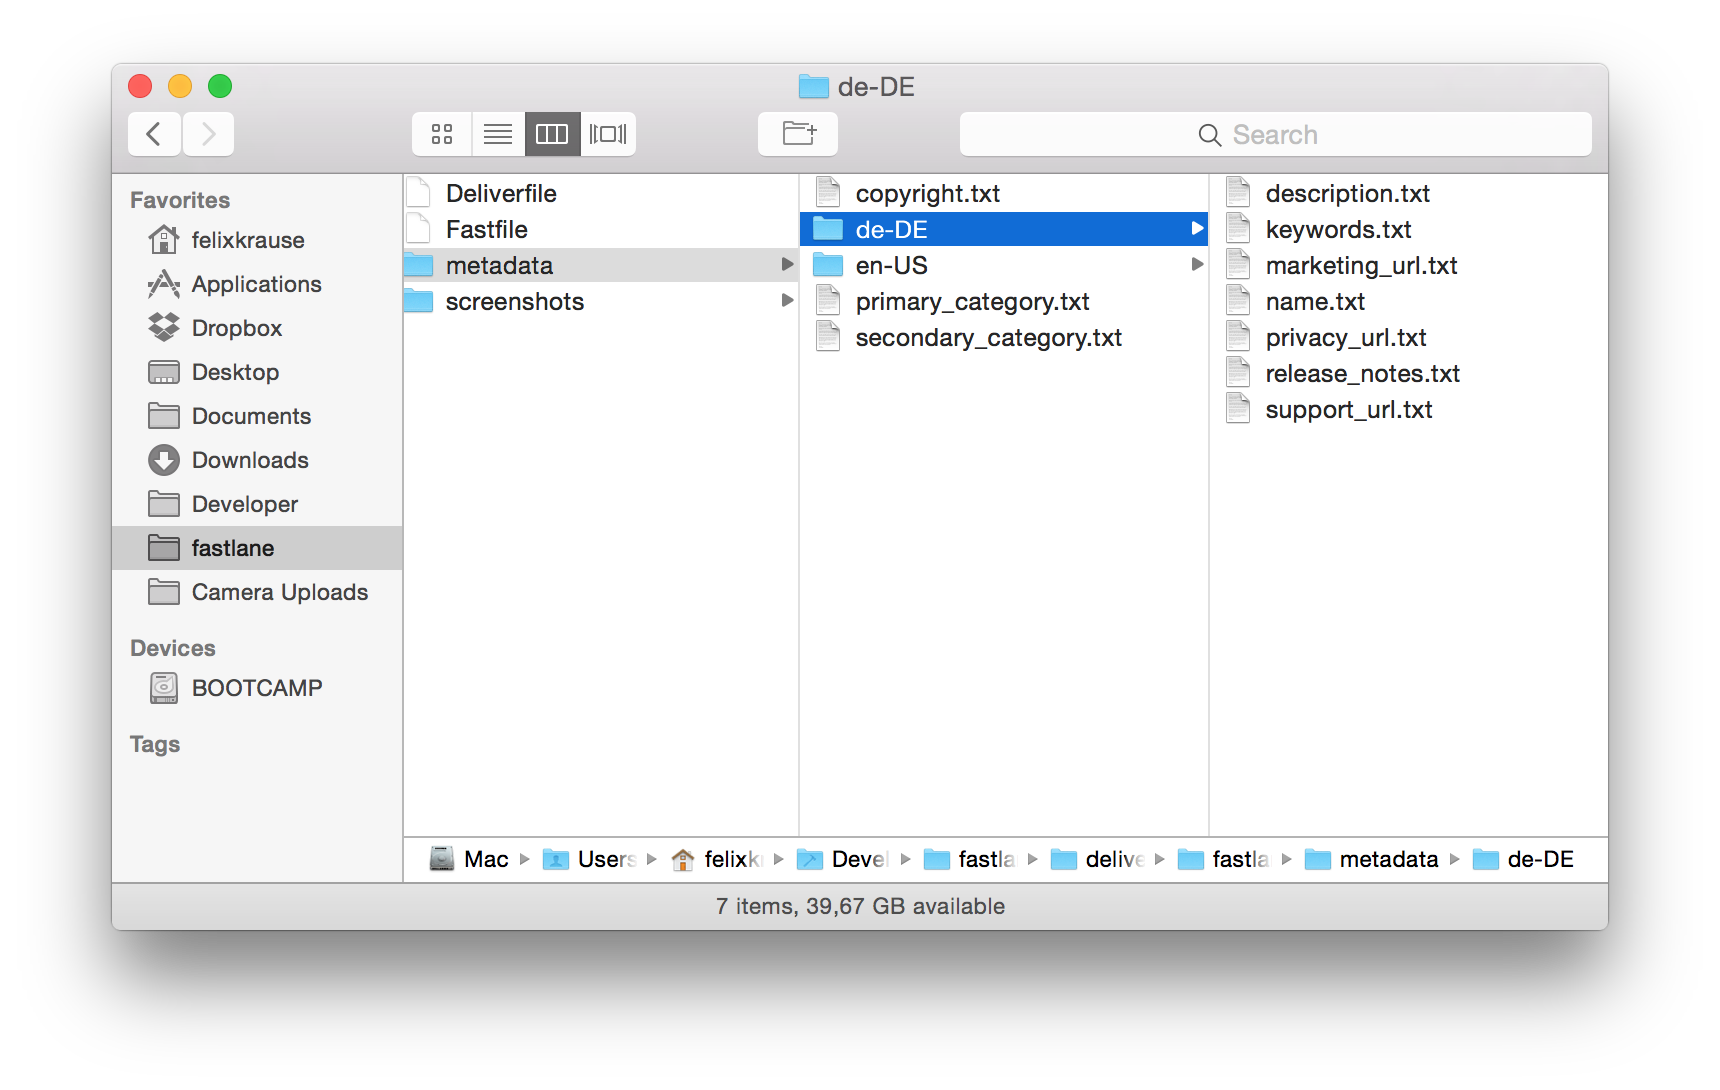 de-DE
Search
Favorites
felixkrause
Applications
Dropbox
Desktop
Documents
Downloads
Developer
fastlane
Camera Uploads
Devices
BOOTCAMP
Tags
Deliverfile
Fastfile
metadata
screenshots
copyright.txt
de-DE
en-US
primary_category.txt
secondary_category.txt
description.txt
keywords.txt
marketing_url.txt
name.txt
privacy_url.txt
release_notes.txt
support_url.txt
Mac Users felixk Devel fastla delive fastla metadata de-DE
7 items, 39,67 GB available